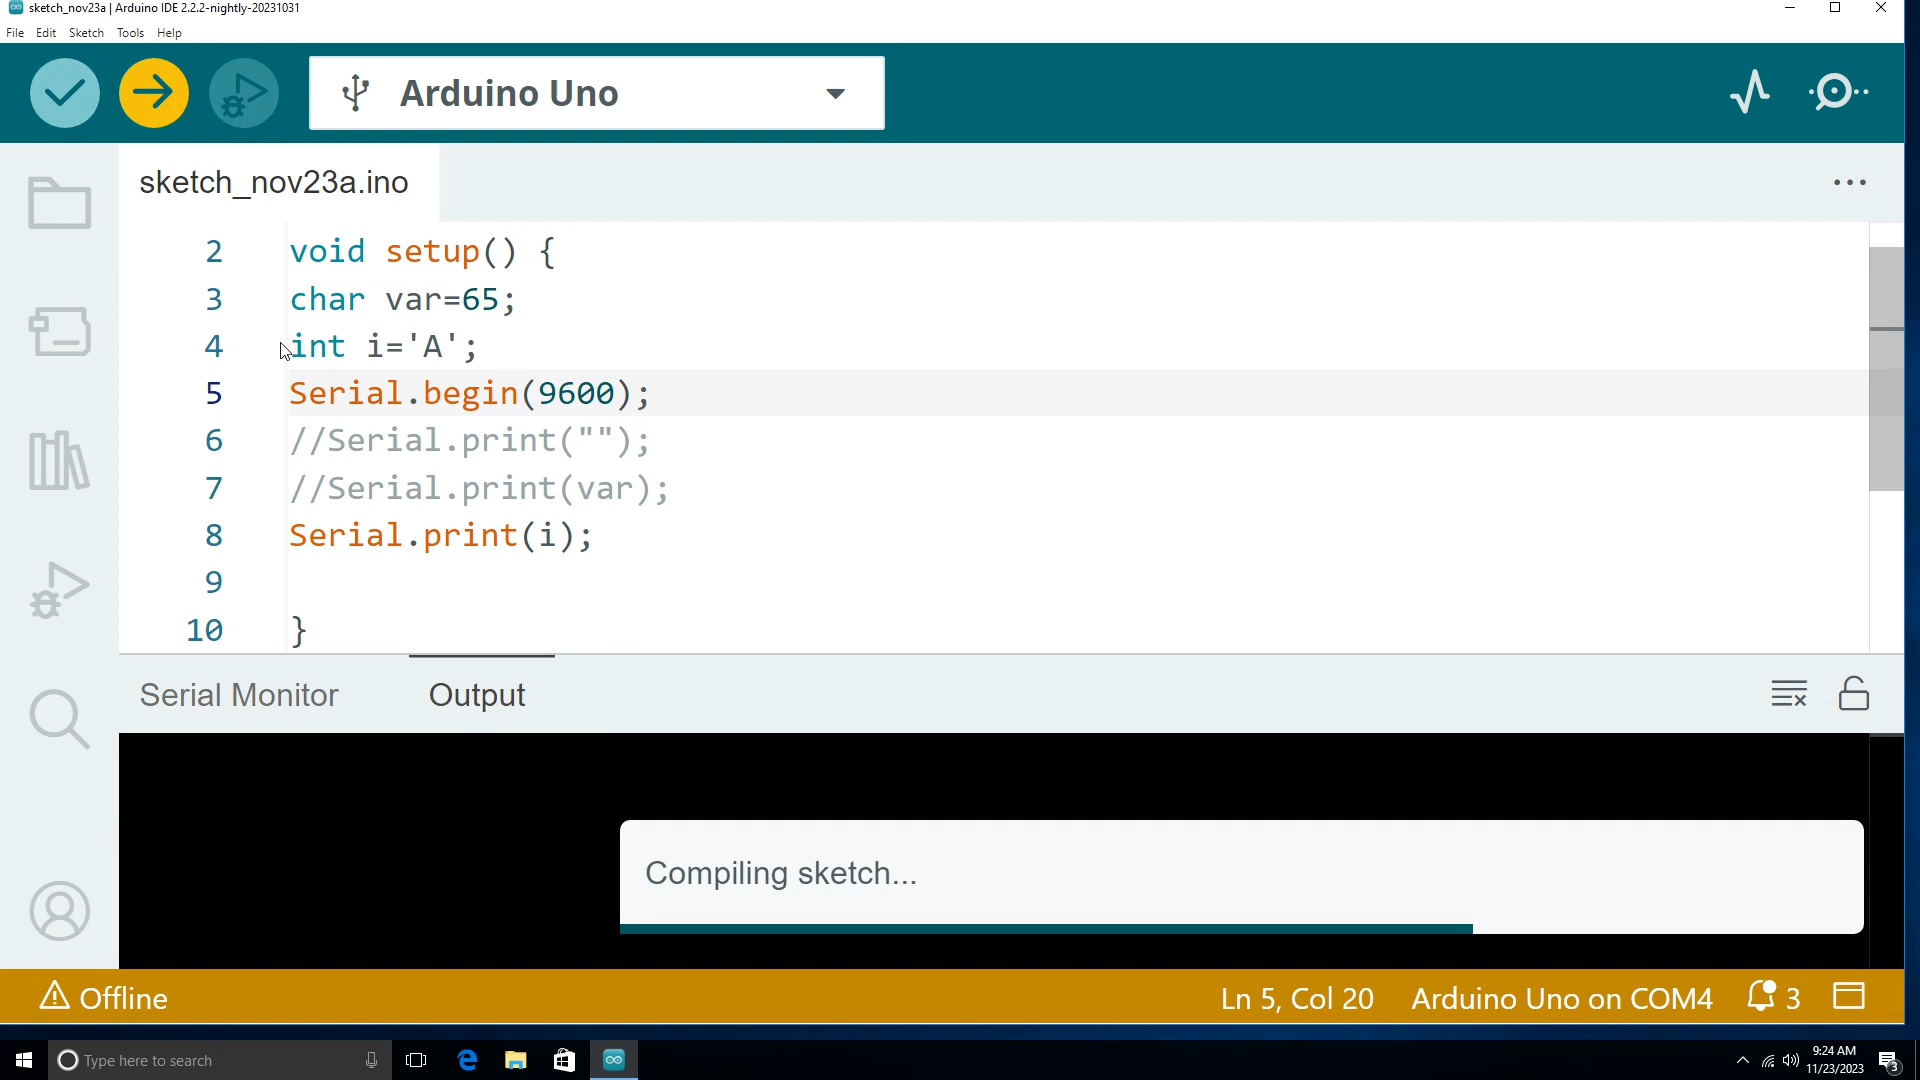 sketch_nov23a | Arduino IDE 2.2.2-nightly-20231031
File Edit Sketch Tools Help
Arduino Uno
sketch_nov23a.ino
2 void setup() {
3 char var=65;
4 int i='A';
5 Serial.begin(9600);
6 //Serial.print("");
7 //Serial.print(var);
8 Serial.print(i);
9
10 }
Serial Monitor Output
Compiling sketch...
Offline Ln 5, Col 20 Arduino Uno on COM4 3
Type here to search
9:24 AM
11/23/2023
3